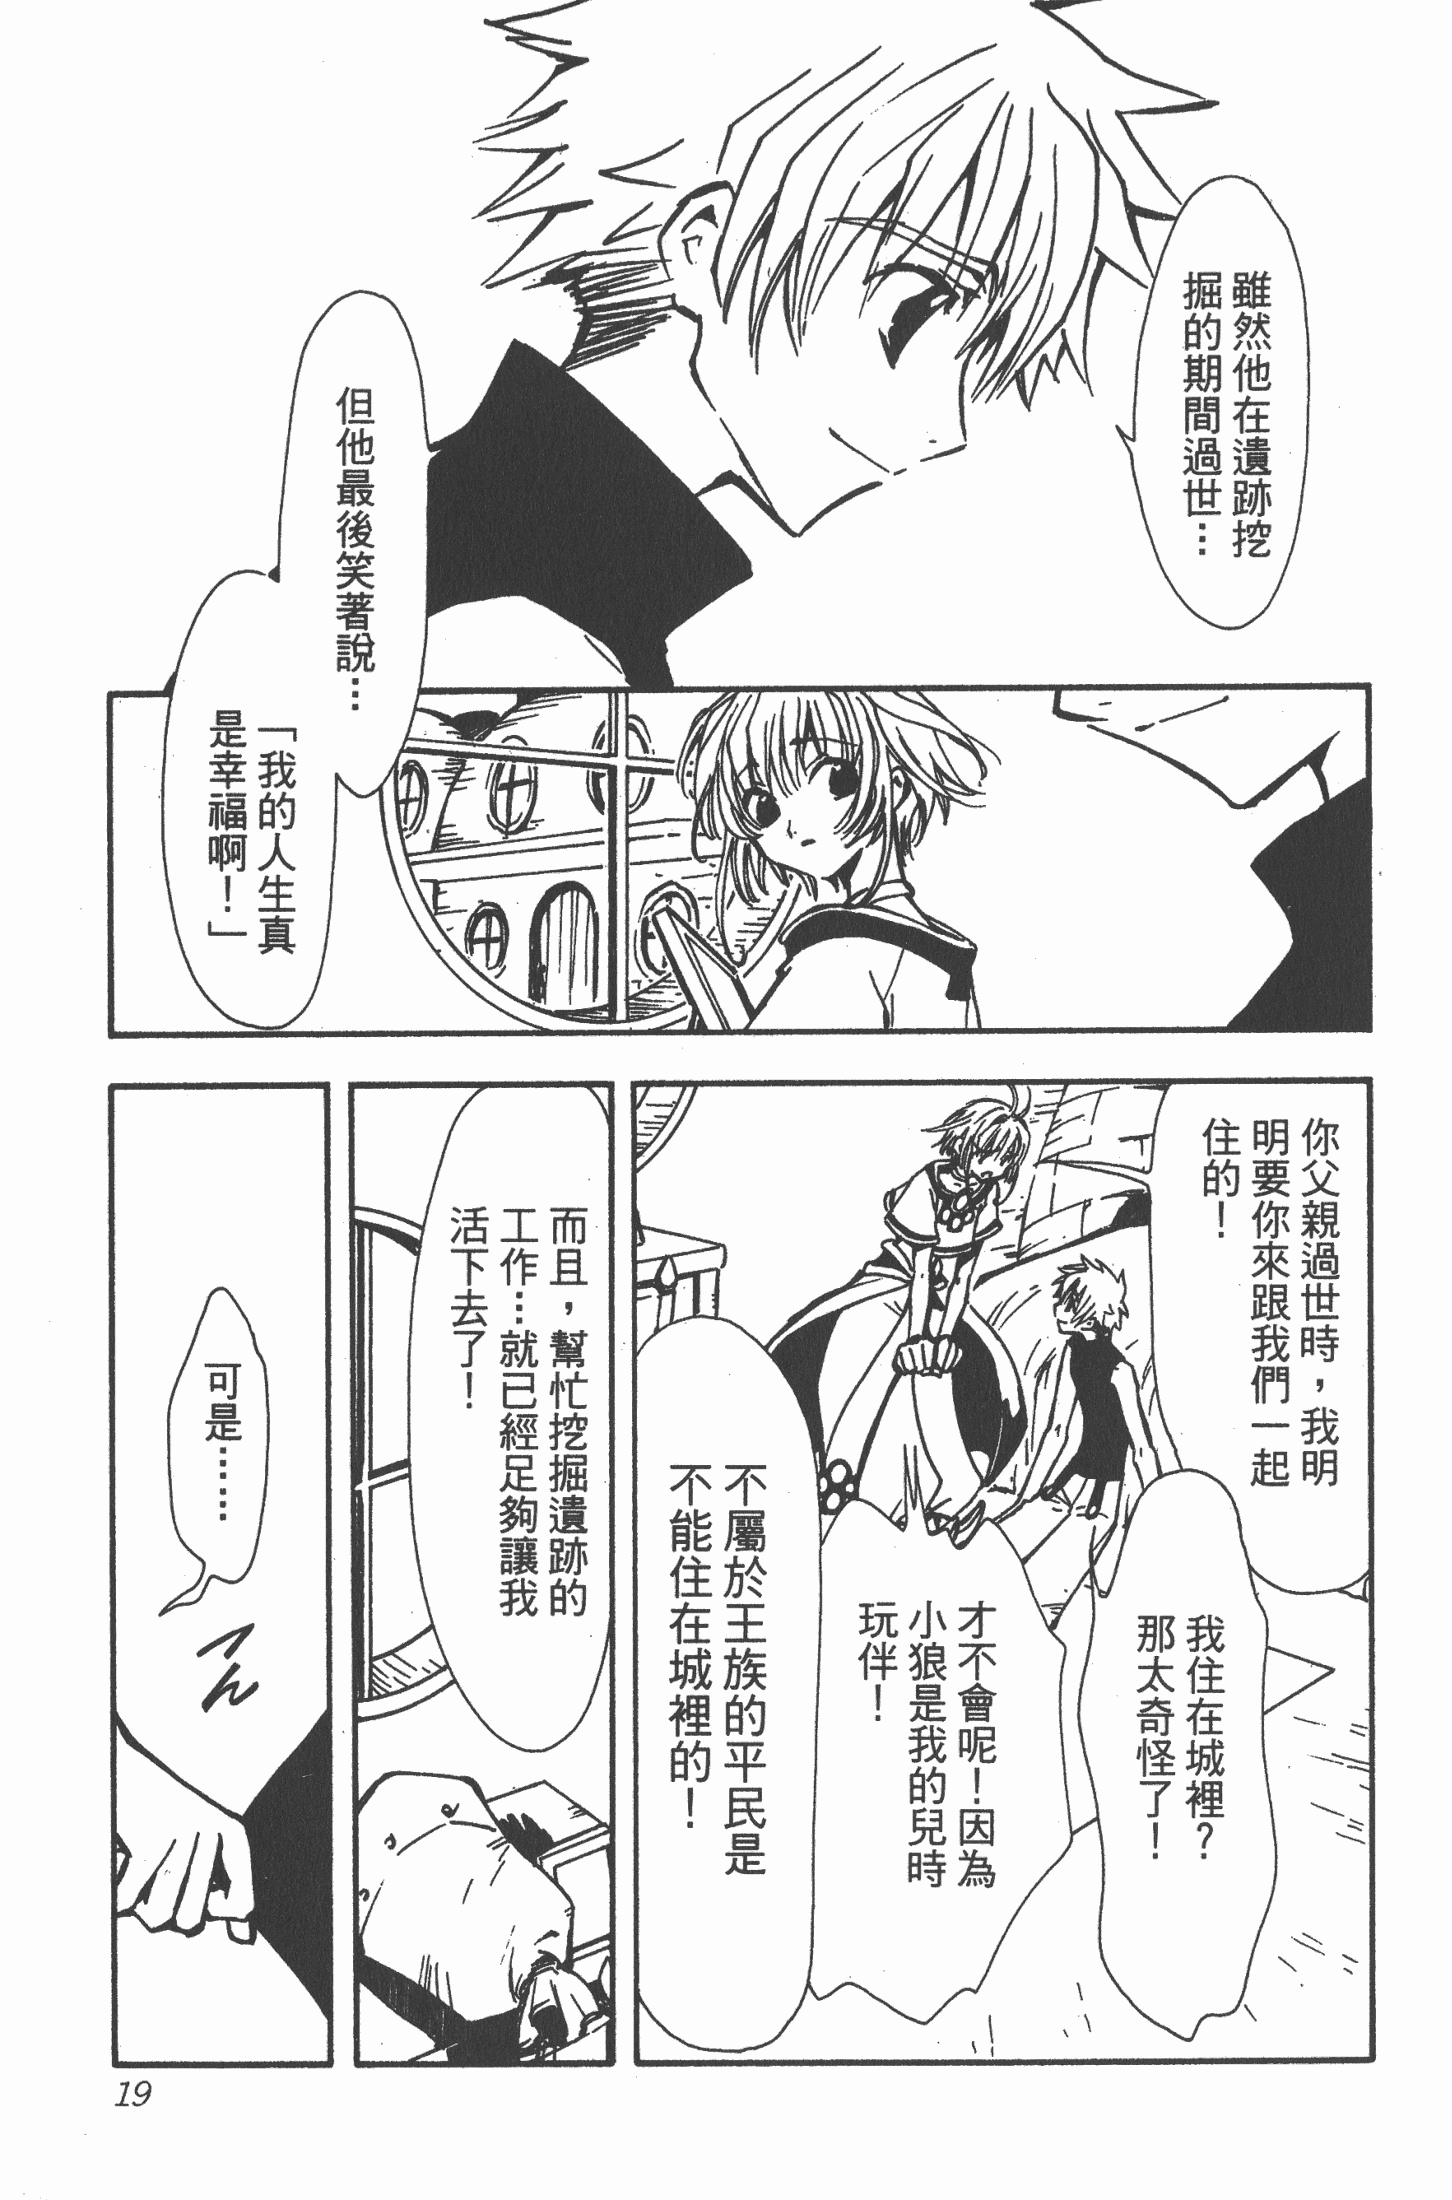 雖然他在遺跡挖
掘的期間過世…
但他最後笑著說…
「我的人生真
是幸福啊！」
你父親過世時，我明
明要你來跟我們一起
住的！
我住在城裡？
那太奇怪了！
才不會呢！因為
小狼是我的兒時
玩伴！
不屬於王族的平民是
不能住在城裡的！
而且，幫忙挖掘遺跡的
工作…就已經足夠讓我
活下去了！
可是……
19